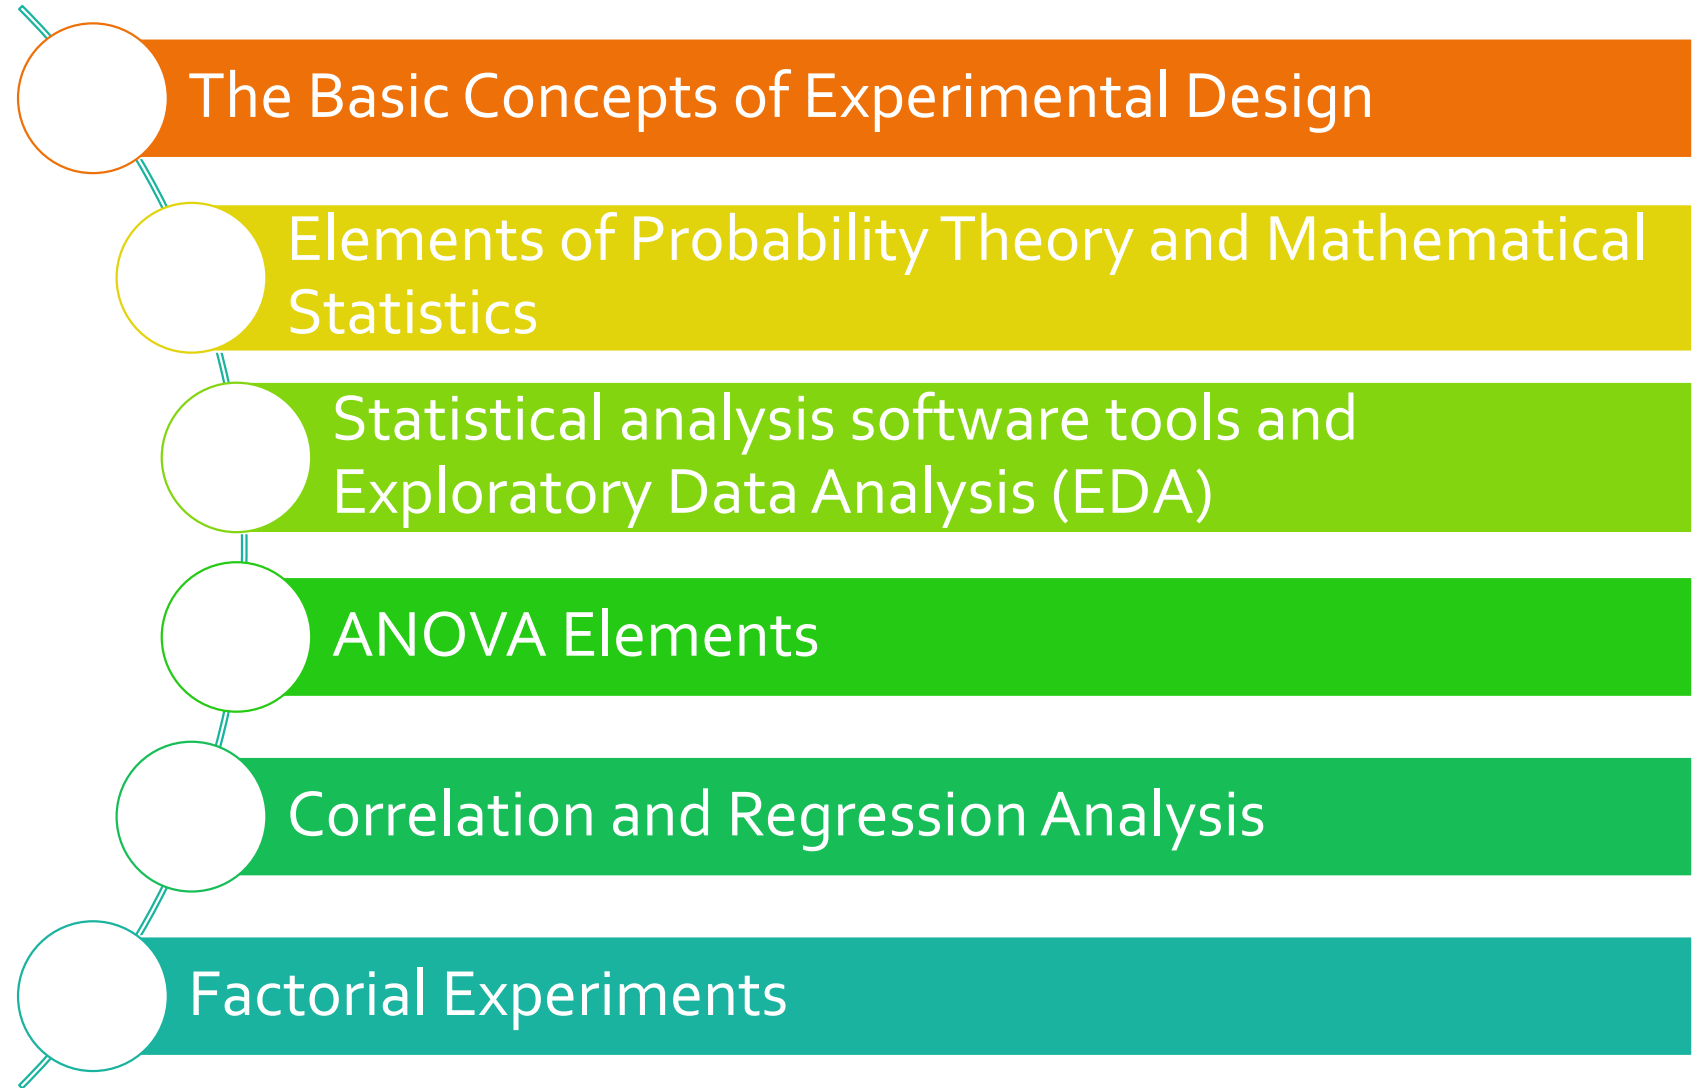 The Basic Concepts of Experimental Design
Elements of Probability Theory and Mathematical
Statistics
Statistical analysis software tools and
Exploratory Data Analysis (EDA)
ANOVA Elements
Correlation and Regression Analysis
Factorial Experiments